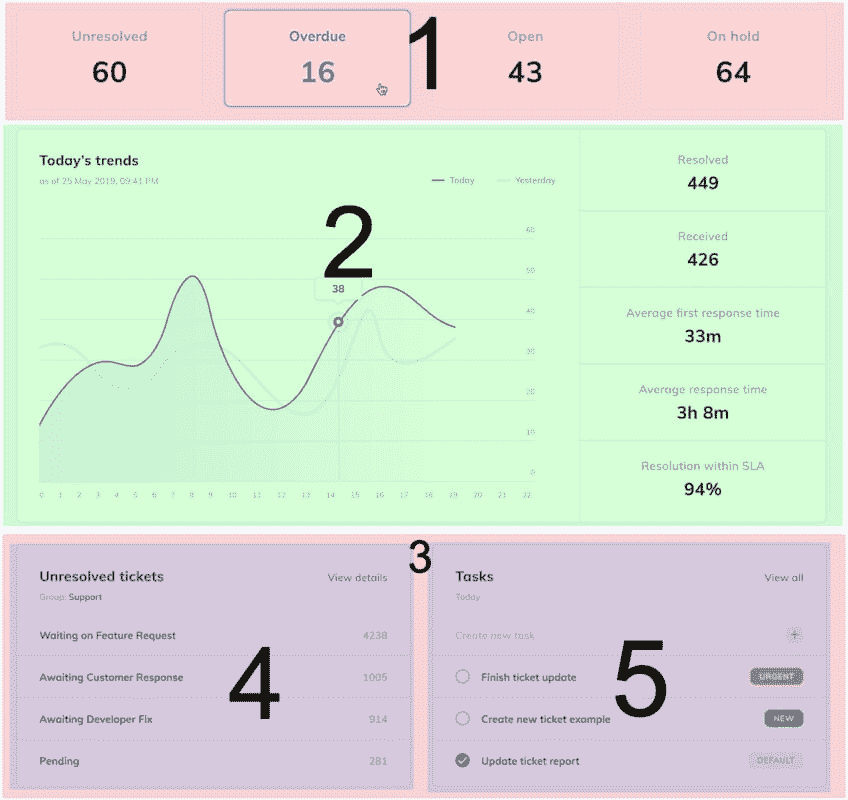 Unresolved
60
Overdue
16
1
Open
43
On hold
64
Today's trends
as of 25 May 2019, 09:41 PM
Today
Yesterday
2
60
50
38
40
30
20
10
0
0 1 2 3 4 5 6 7 8 9 10 11 12 13 14 15 16 17 18 19 20 21 22
Resolved
449
Received
426
Average first response time
33m
Average response time
3h 8m
Resolution within SLA
94%
3
Unresolved tickets
View details
Group: Support
Waiting on Feature Request 4238
Awaiting Customer Response 1005
Awaiting Developer Fix 914
Pending 281
4
Tasks
View all
Today
Create new task +
Finish ticket update URGENT
Create new ticket example NEW
Update ticket report DEFAULT
5